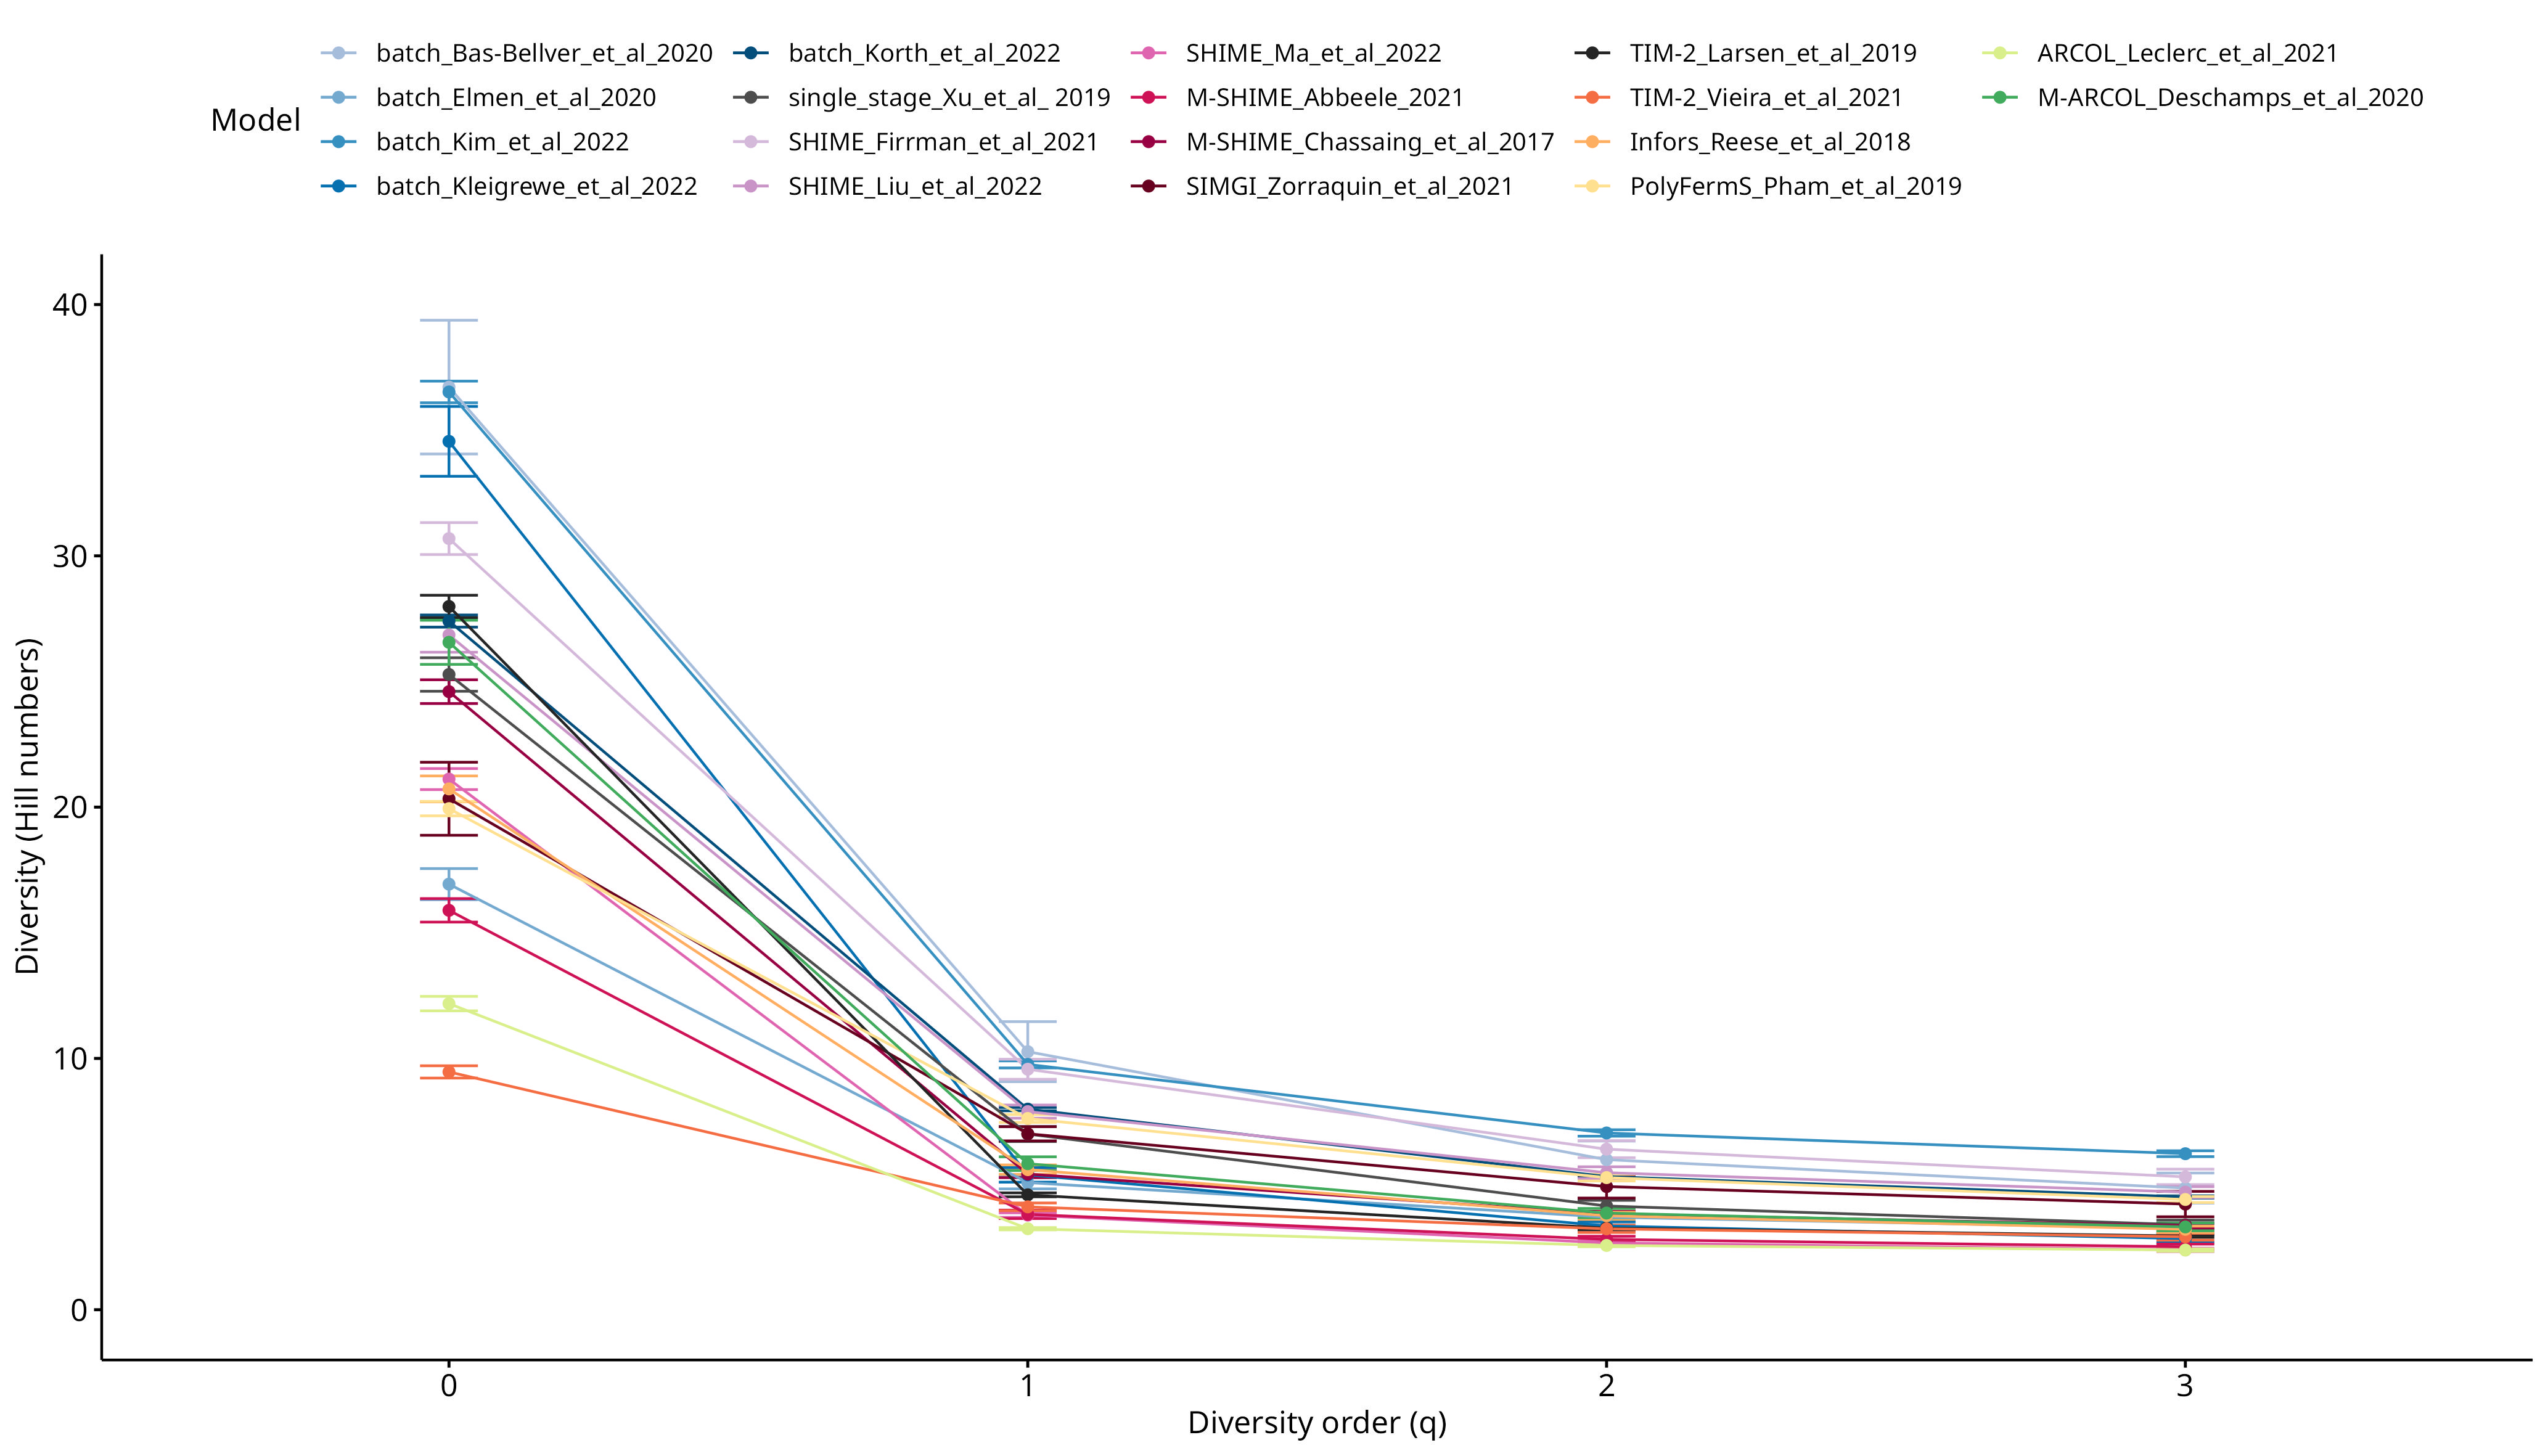 Model
batch_Bas-Bellver_et_al_2020
batch_Elmen_et_al_2020
batch_Kim_et_al_2022
batch_Kleigrewe_et_al_2022
batch_Korth_et_al_2022
single_stage_Xu_et_al_ 2019
SHIME_Firrman_et_al_2021
SHIME_Liu_et_al_2022
SHIME_Ma_et_al_2022
M-SHIME_Abbeele_2021
M-SHIME_Chassaing_et_al_2017
SIMGI_Zorraquin_et_al_2021
TIM-2_Larsen_et_al_2019
TIM-2_Vieira_et_al_2021
Infors_Reese_et_al_2018
PolyFermS_Pham_et_al_2019
ARCOL_Leclerc_et_al_2021
M-ARCOL_Deschamps_et_al_2020
Diversity (Hill numbers)
40
30
20
10
0
0 1 2 3
Diversity order (q)